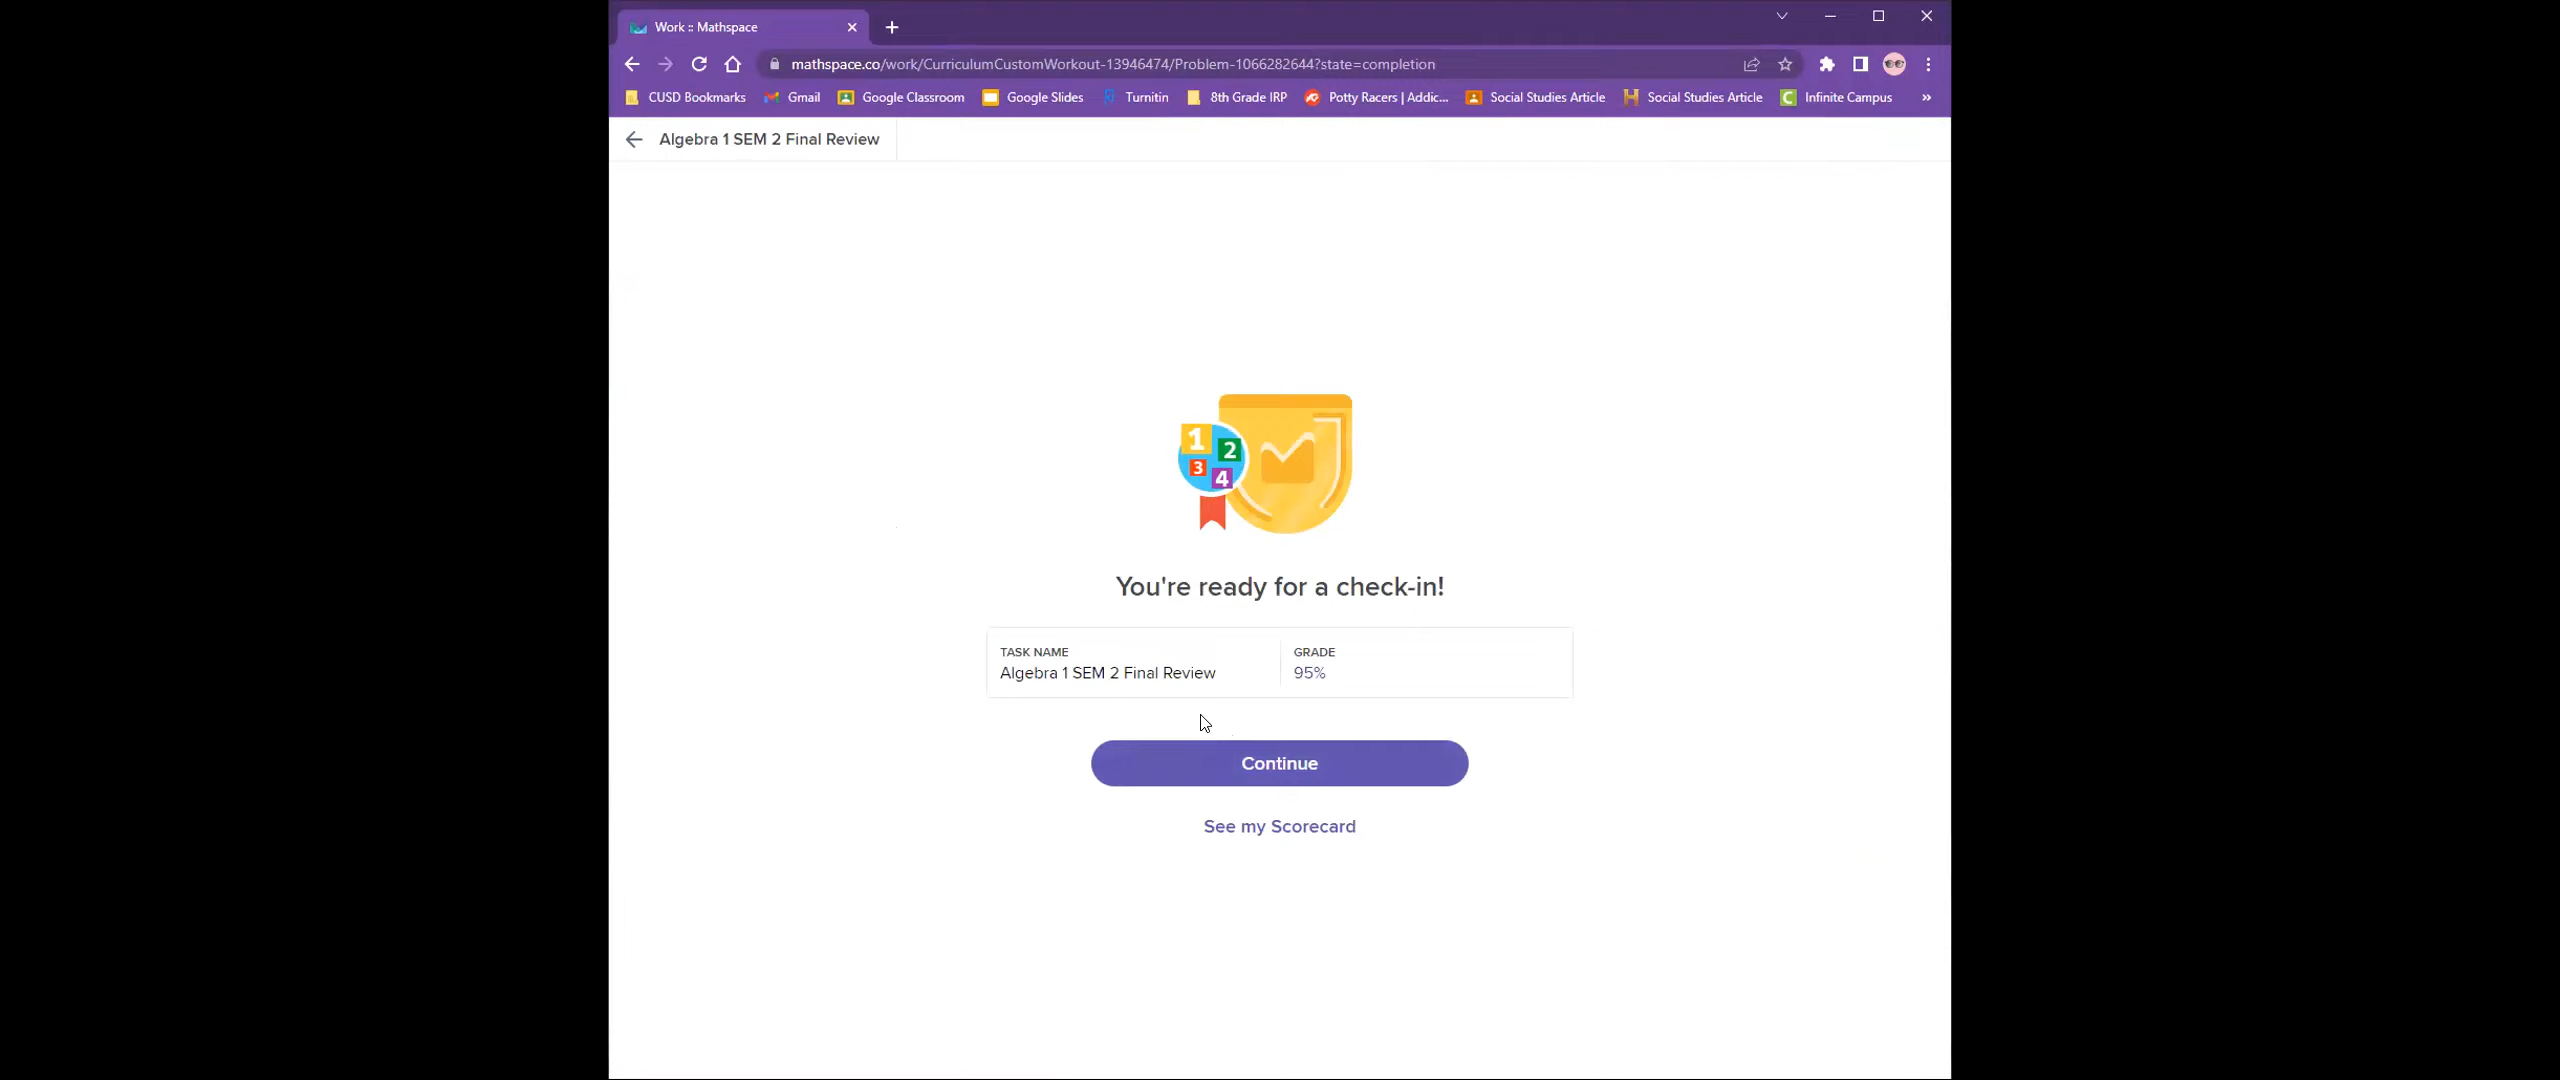 Work :: Mathspace
mathspace.co/work/CurriculumCustomWorkout-13946474/Problem-1066282644?state=completion
CUSD Bookmarks Gmail Google Classroom Google Slides Turnitin 8th Grade IRP Potty Racers | Addic... Social Studies Article Social Studies Article Infinite Campus »
Algebra 1 SEM 2 Final Review
1
2
3
4
You're ready for a check-in!
TASK NAME GRADE
Algebra 1 SEM 2 Final Review 95%
Continue
See my Scorecard